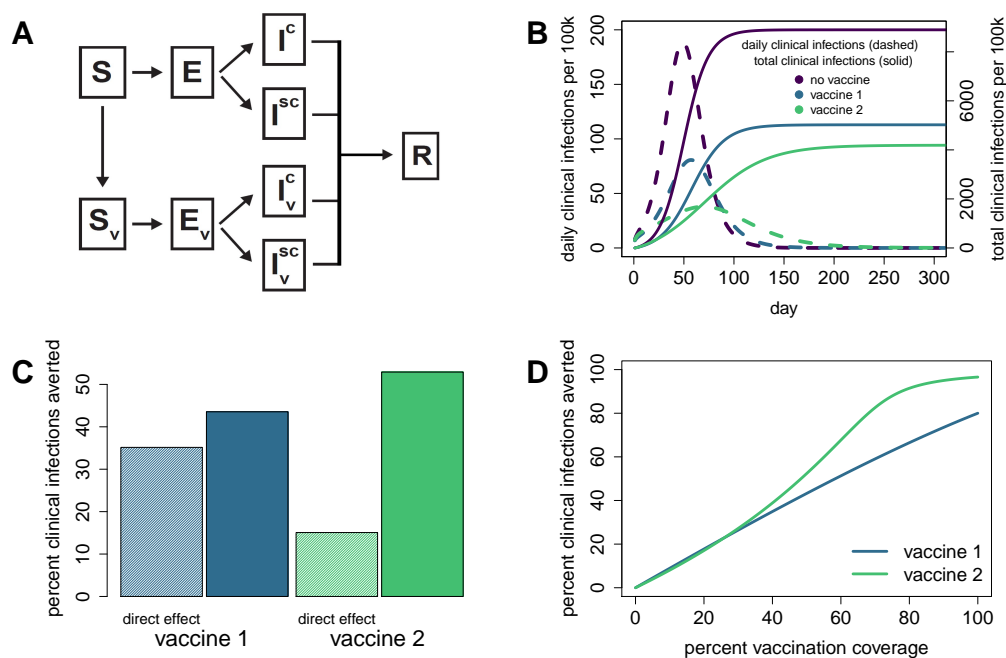 A
S
E
I^c
I^sc
S_v
E_v
I_v^c
I_v^sc
R
B
daily clinical infections per 100k
0
50
100
150
200
daily clinical infections (dashed)
total clinical infections (solid)
no vaccine
vaccine 1
vaccine 2
0
2000
6000
total clinical infections per 100k
0 50 100 150 200 250 300
day
C
percent clinical infections averted
0
10
20
30
40
50
direct effect
vaccine 1
direct effect
vaccine 2
D
percent clinical infections averted
0
20
40
60
80
100
vaccine 1
vaccine 2
0 20 40 60 80 100
percent vaccination coverage